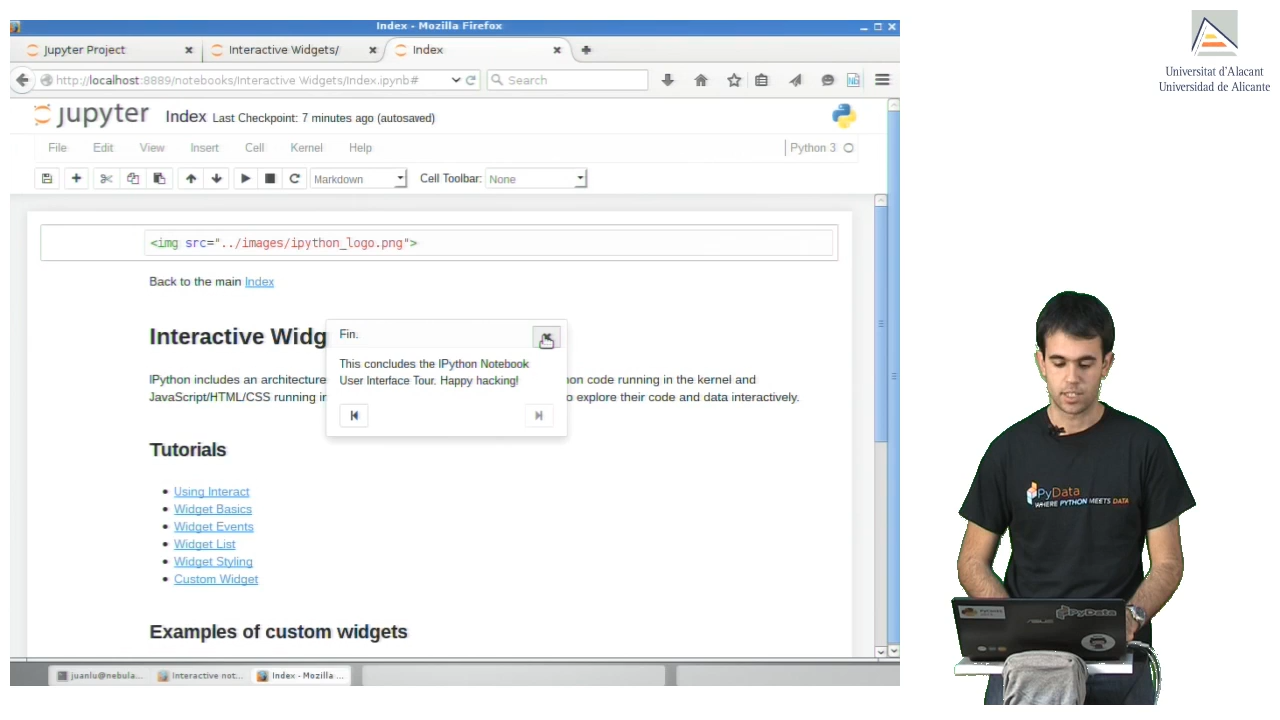 Index - Mozilla Firefox
Jupyter Project
Interactive Widgets/
Index
http://localhost:8889/notebooks/Interactive Widgets/Index.ipynb#
Search
jupyter Index Last Checkpoint: 7 minutes ago (autosaved)
File Edit View Insert Cell Kernel Help
Python 3
Markdown
Cell Toolbar: None
<img src="../images/ipython_logo.png">
Back to the main Index
Interactive Widg
IPython includes an architecture
on code running in the kernel and
JavaScript/HTML/CSS running i
o explore their code and data interactively.
Fin.
This concludes the IPython Notebook
User Interface Tour. Happy hacking!
Tutorials
Using Interact
Widget Basics
Widget Events
Widget List
Widget Styling
Custom Widget
Examples of custom widgets
juanlu@nebula...
Interactive not...
Index - Mozilla ...
Universitat d'Alacant
Universidad de Alicante
PyData
WHERE PYTHON MEETS DATA
PyData
ASUS